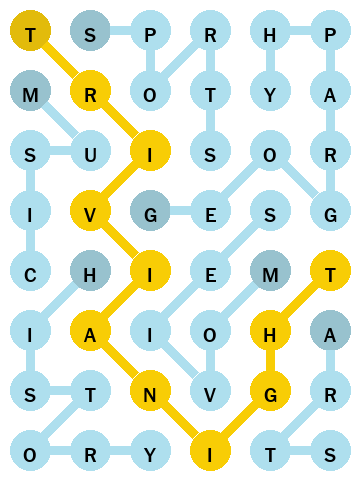 T S P R H P
M R O T Y A
S U I S O R
I V G E S G
C H I E M T
I A I O H A
S T N V G R
O R Y I T S